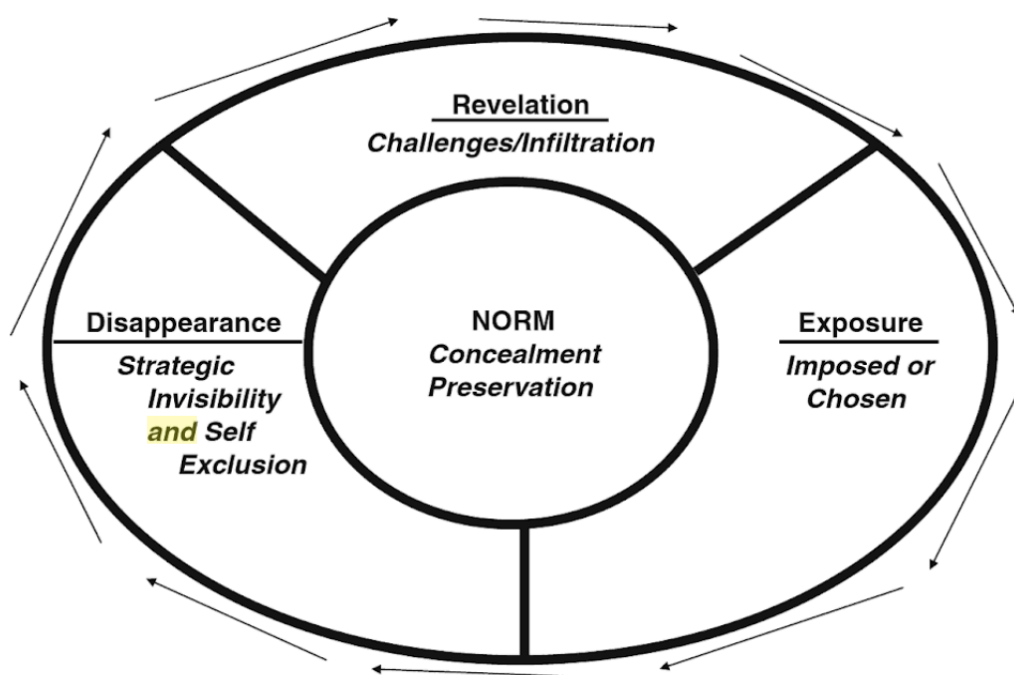 Revelation
Challenges/Infiltration
Disappearance
Strategic
Invisibility
and Self
Exclusion
NORM
Concealment
Preservation
Exposure
Imposed or
Chosen